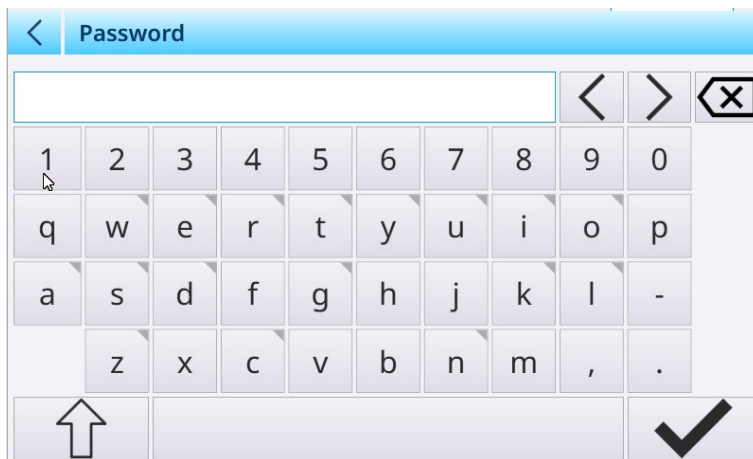 Password
1 2 3 4 5 6 7 8 9 0
q w e r t y u i o p
a s d f g h j k l -
z x c v b n m , .